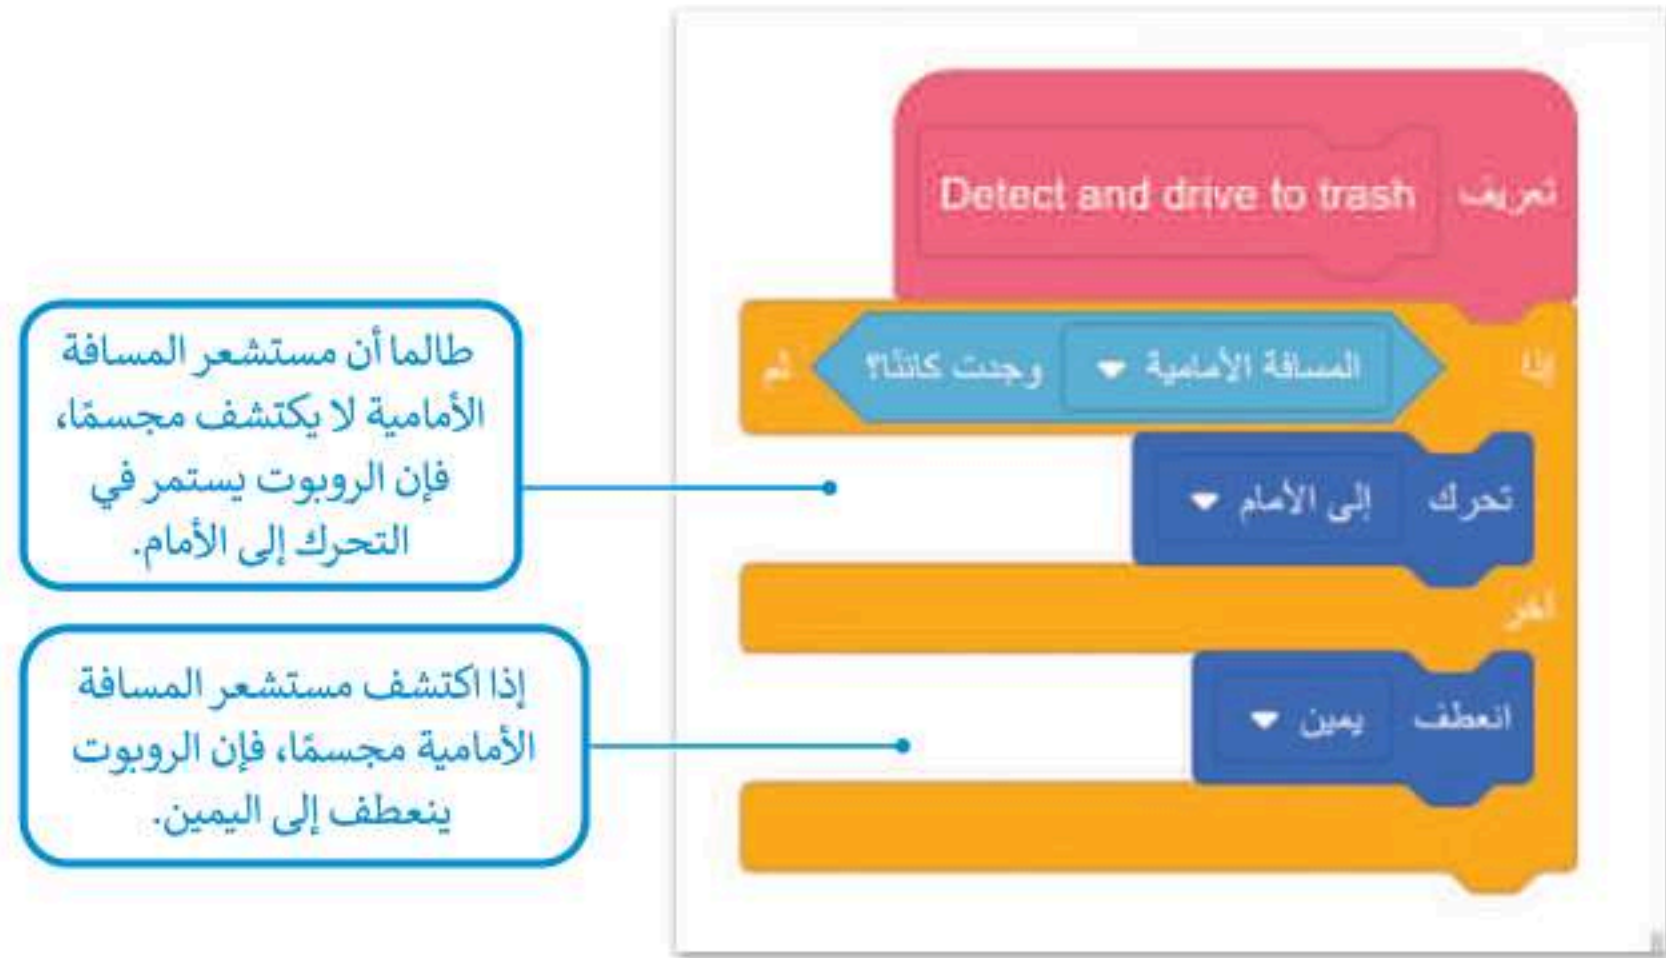 تعريف Detect and drive to trash
إذا المسافة الأمامية وجدت كائنًا؟ ثم
تحرك إلى الأمام
آخر
انعطف يمين
طالما أن مستشعر المسافة
الأمامية لا يكتشف مجسمًا،
فإن الروبوت يستمر في
التحرك إلى الأمام.
إذا اكتشف مستشعر المسافة
الأمامية مجسمًا، فإن الروبوت
ينعطف إلى اليمين.